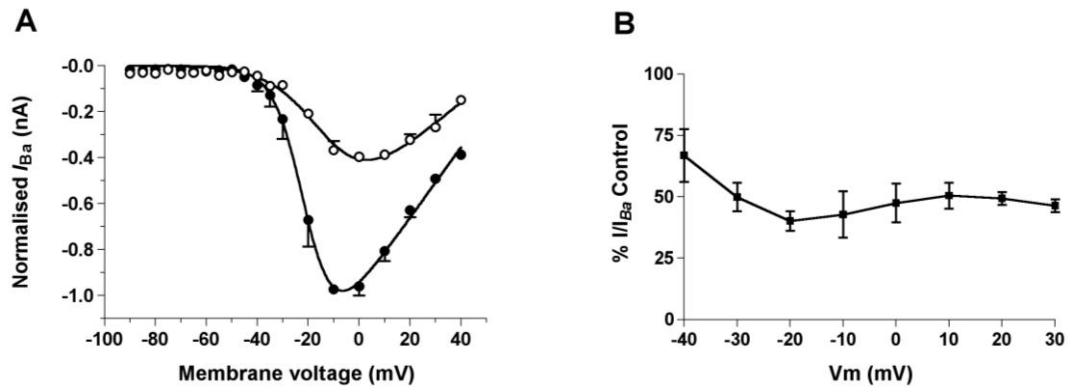 A
Normalised IBa (nA)
-0.0
-0.2
-0.4
-0.6
-0.8
-1.0
-100 -80 -60 -40 -20 0 20 40
Membrane voltage (mV)
B
% I/IBa Control
100
75
50
25
0
-40 -30 -20 -10 0 10 20 30
Vm (mV)